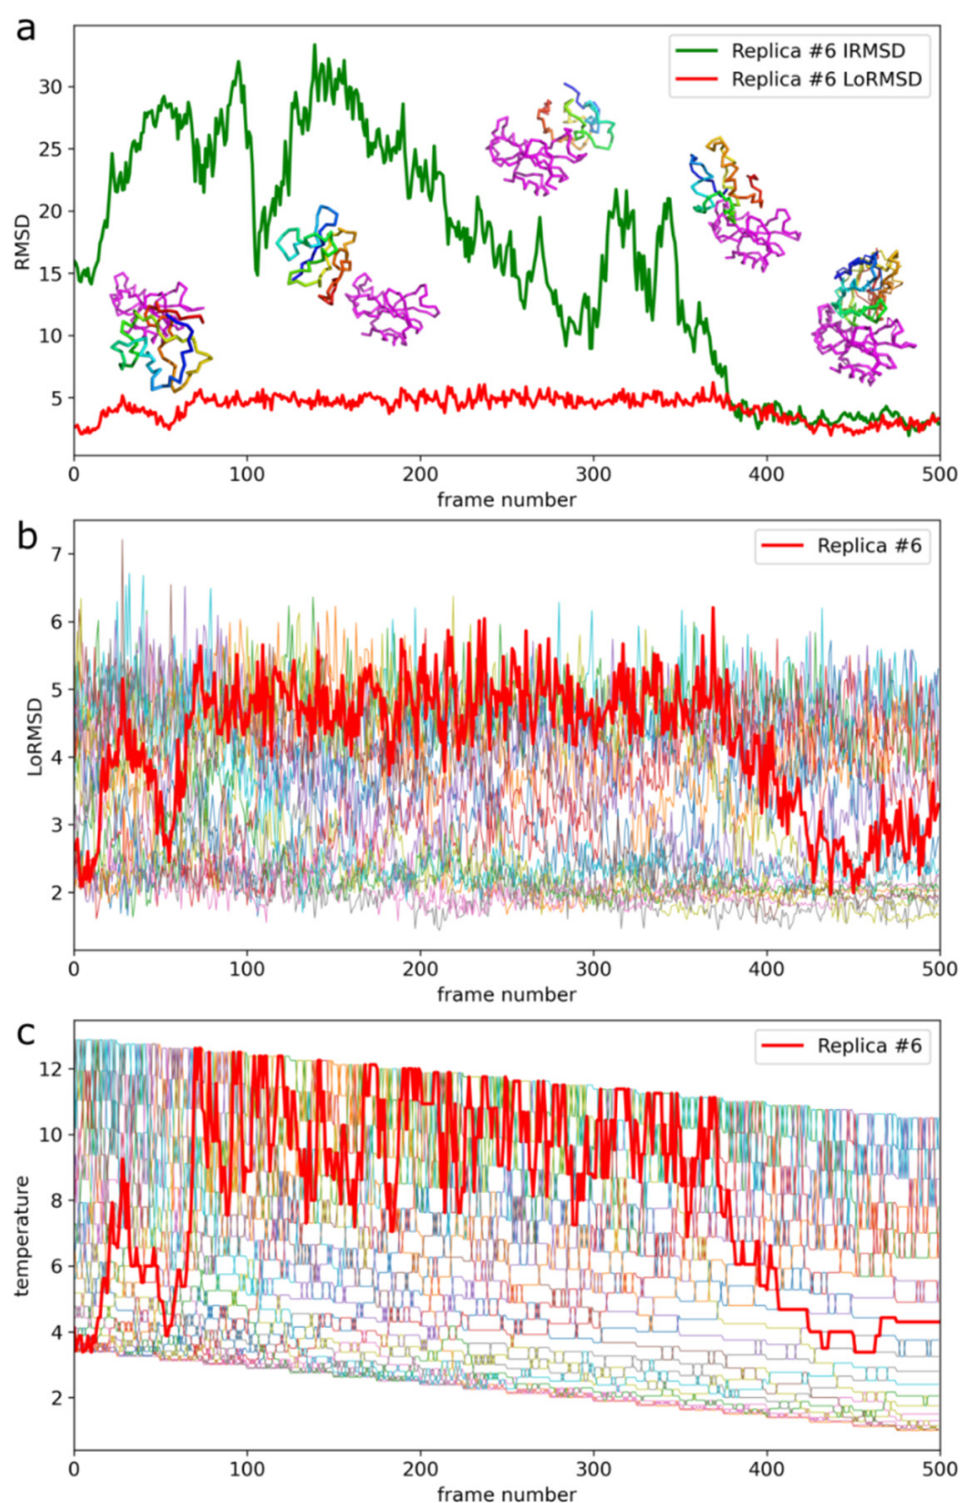 a
Replica #6 IRMSD
Replica #6 LoRMSD
RMSD
30
25
20
15
10
5
0 100 200 300 400 500
frame number
b
Replica #6
LoRMSD
7
6
5
4
3
2
0 100 200 300 400 500
frame number
c
Replica #6
temperature
12
10
8
6
4
2
0 100 200 300 400 500
frame number